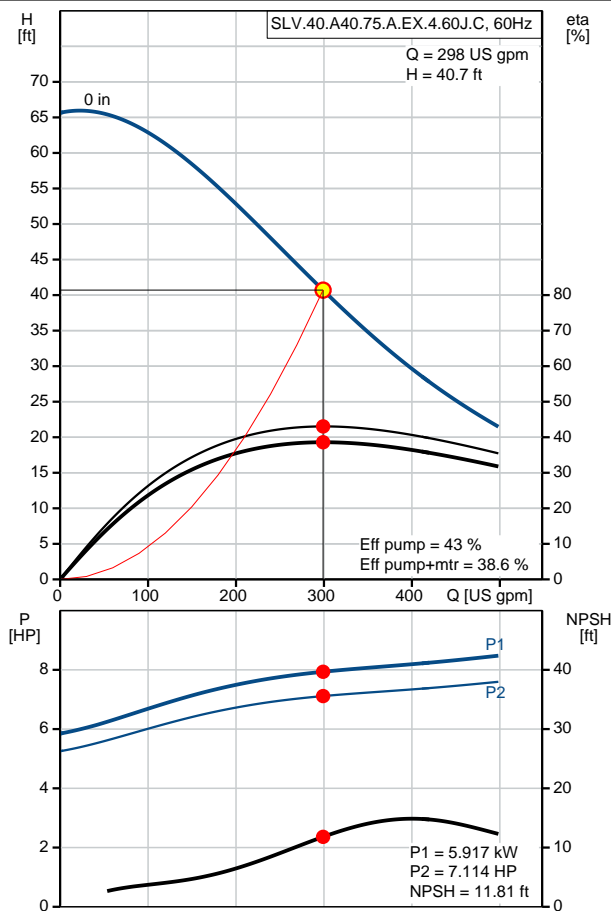 H
[ft]
SLV.40.A40.75.A.EX.4.60J.C, 60Hz
eta
[%]
Q = 298 US gpm
H = 40.7 ft
0 in
70
65
60
55
50
45
40
35
30
25
20
15
10
5
0
80
70
60
50
40
30
20
10
0
Eff pump = 43 %
Eff pump+mtr = 38.6 %
0
100
200
300
400
Q [US gpm]
P
[HP]
NPSH
[ft]
P1
P2
8
6
4
2
0
40
30
20
10
0
P1 = 5.917 kW
P2 = 7.114 HP
NPSH = 11.81 ft